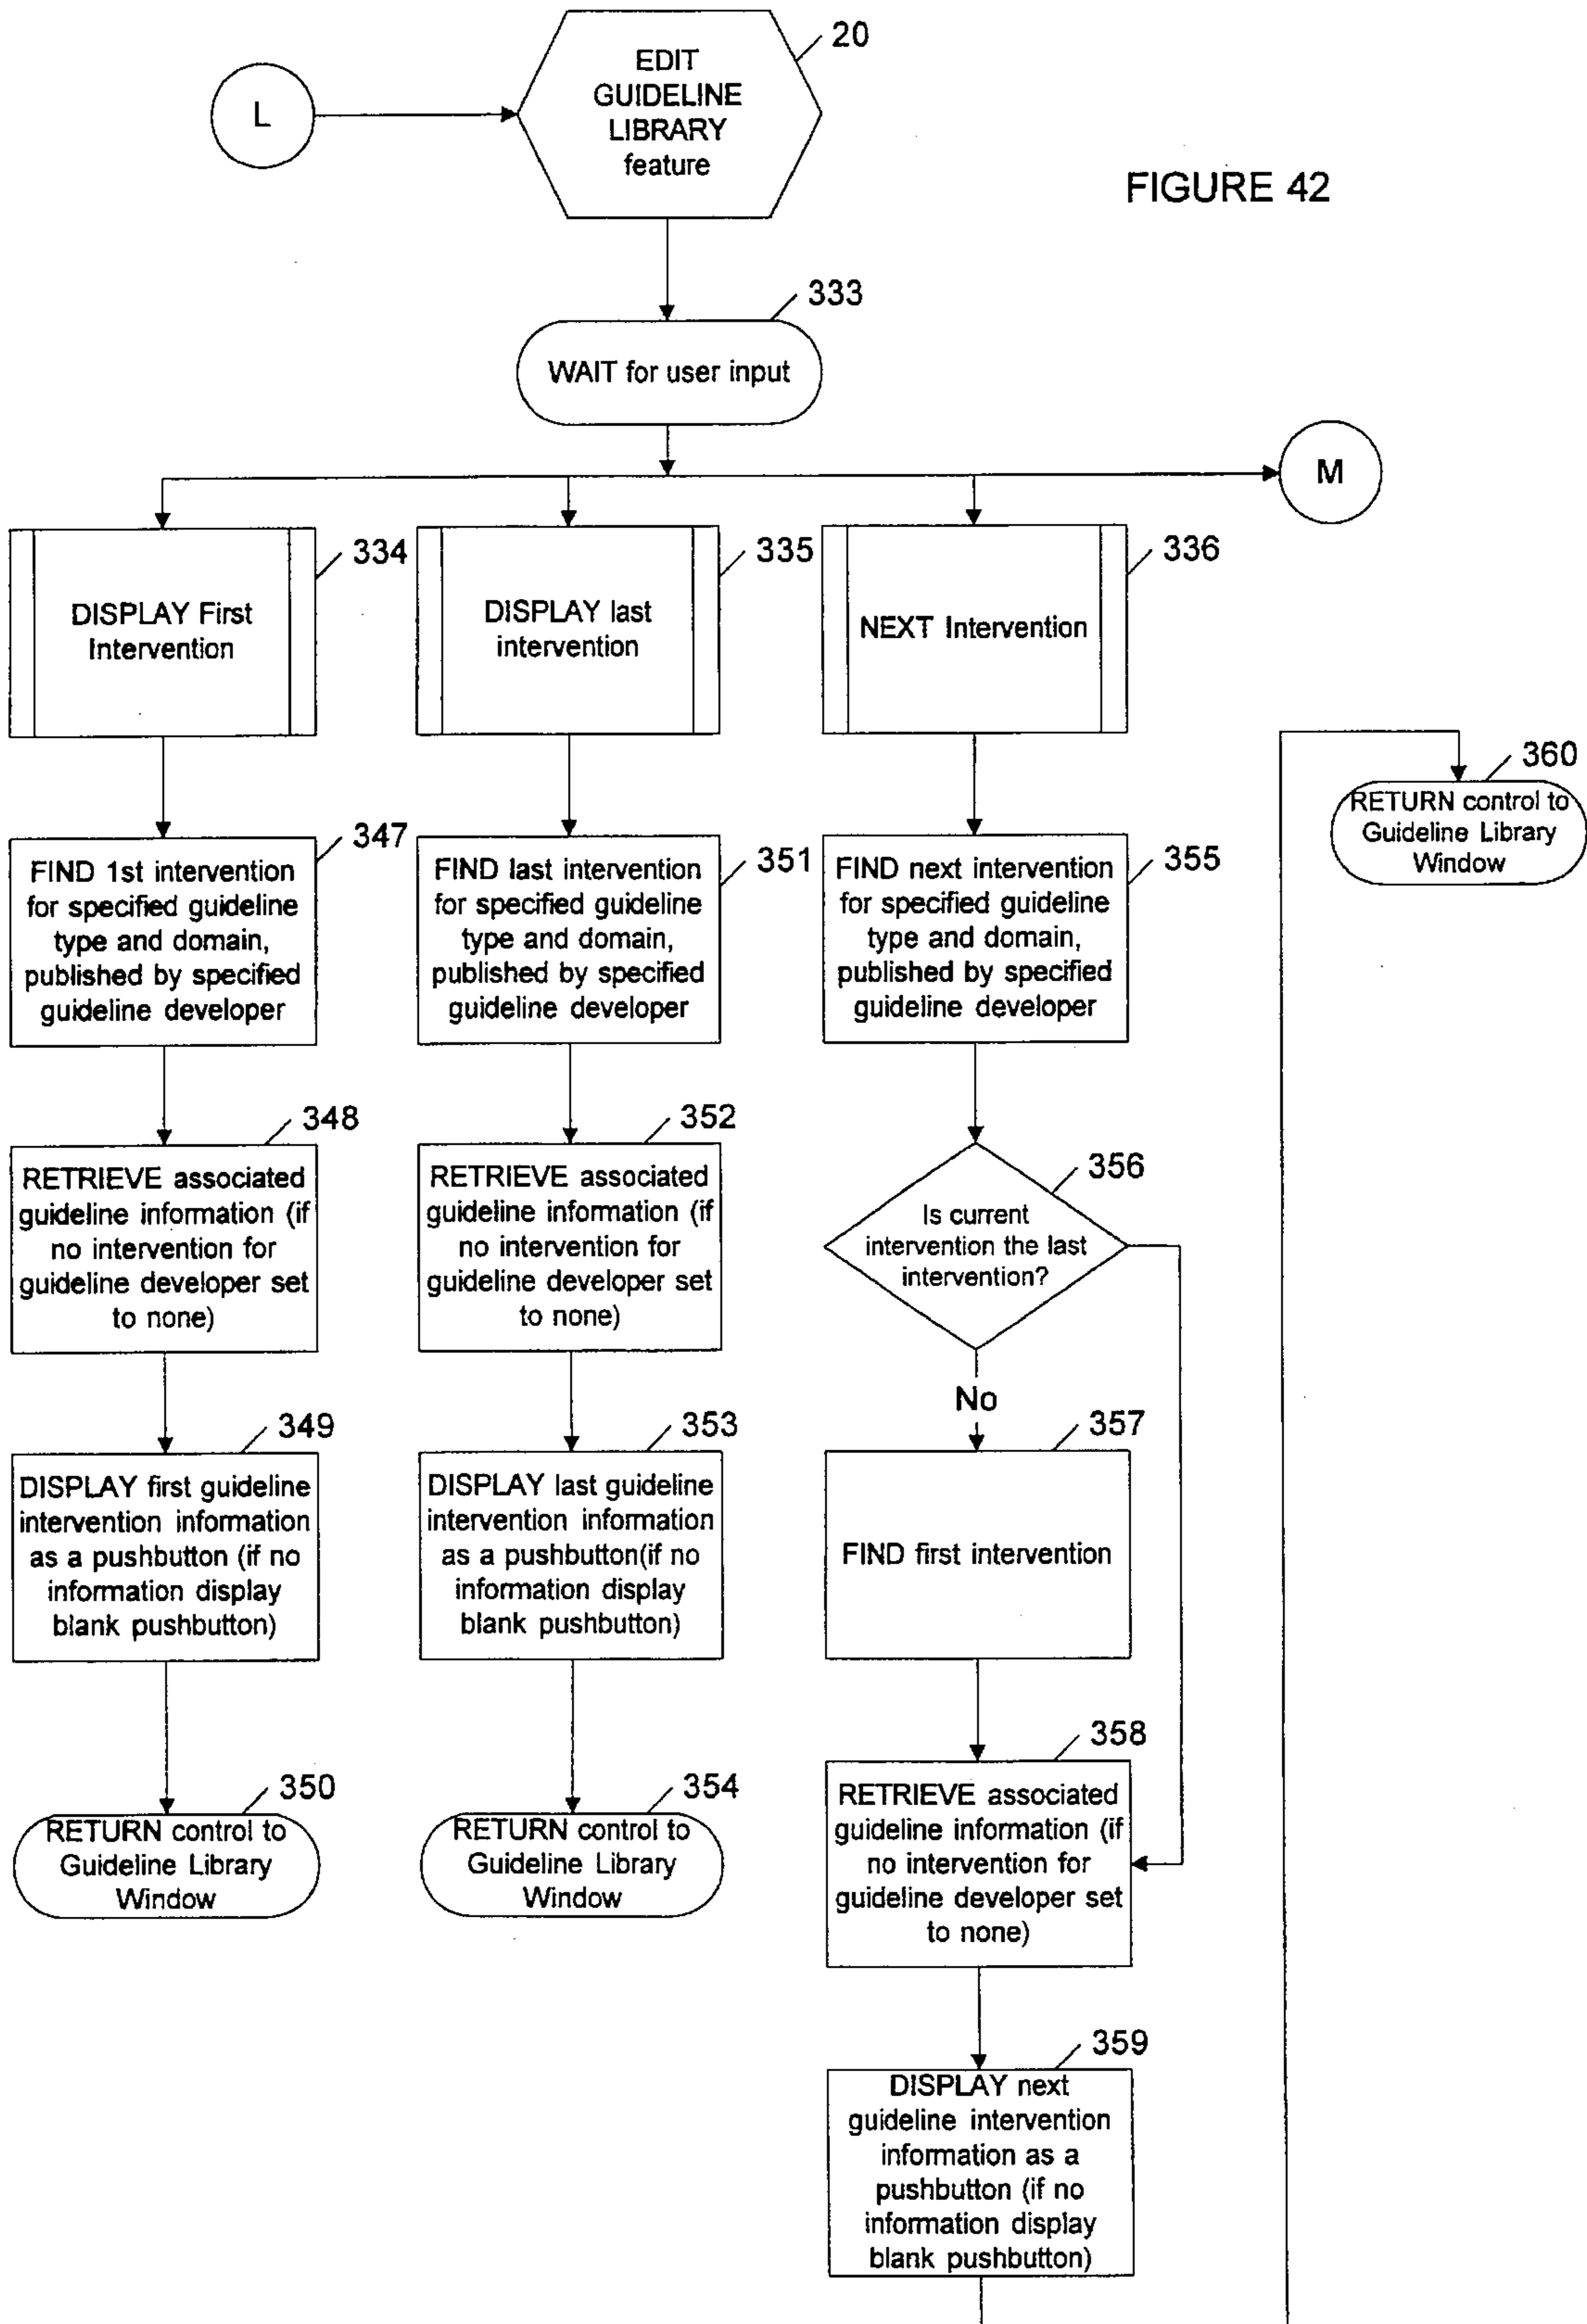 20
EDIT
GUIDELINE
LIBRARY
feature
L
FIGURE 42
333
WAIT for user input
M
334
DISPLAY First
Intervention
335
DISPLAY last
intervention
336
NEXT Intervention
360
RETURN control to
Guideline Library
Window
347
FIND 1st intervention
for specified guideline
type and domain,
published by specified
guideline developer
351
FIND last intervention
for specified guideline
type and domain,
published by specified
guideline developer
355
FIND next intervention
for specified guideline
type and domain,
published by specified
guideline developer
348
RETRIEVE associated
guideline information (if
no intervention for
guideline developer set
to none)
352
RETRIEVE associated
guideline information (if
no intervention for
guideline developer set
to none)
356
Is current
intervention the last
intervention?
No
349
DISPLAY first guideline
intervention information
as a pushbutton (if no
information display
blank pushbutton)
353
DISPLAY last guideline
intervention information
as a pushbutton(if no
information display
blank pushbutton)
357
FIND first intervention
350
RETURN control to
Guideline Library
Window
354
RETURN control to
Guideline Library
Window
358
RETRIEVE associated
guideline information (if
no intervention for
guideline developer set
to none)
359
DISPLAY next
guideline intervention
information as a
pushbutton (if no
information display
blank pushbutton)